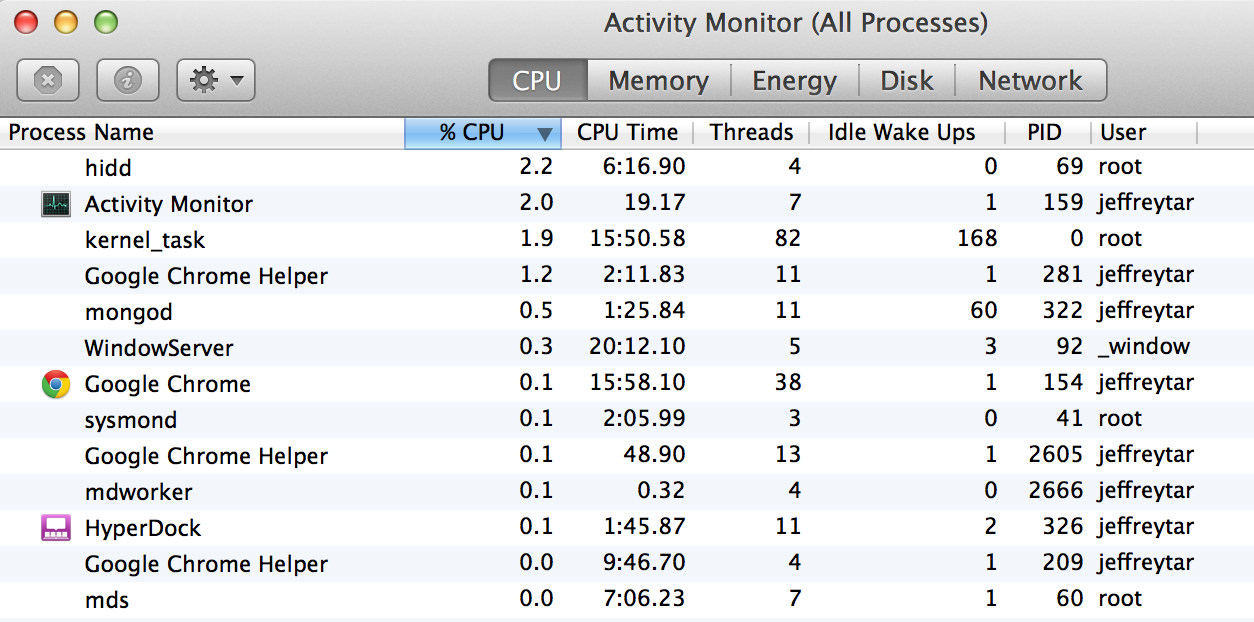 Activity Monitor (All Processes)
CPU Memory Energy Disk Network
Process Name % CPU CPU Time Threads Idle Wake Ups PID User
hidd 2.2 6:16.90 4 0 69 root
Activity Monitor 2.0 19.17 7 1 159 jeffreytar
kernel_task 1.9 15:50.58 82 168 0 root
Google Chrome Helper 1.2 2:11.83 11 1 281 jeffreytar
mongod 0.5 1:25.84 11 60 322 jeffreytar
WindowServer 0.3 20:12.10 5 3 92 _window
Google Chrome 0.1 15:58.10 38 1 154 jeffreytar
sysmond 0.1 2:05.99 3 0 41 root
Google Chrome Helper 0.1 48.90 13 1 2605 jeffreytar
mdworker 0.1 0.32 4 0 2666 jeffreytar
HyperDock 0.1 1:45.87 11 2 326 jeffreytar
Google Chrome Helper 0.0 9:46.70 4 1 209 jeffreytar
mds 0.0 7:06.23 7 1 60 root